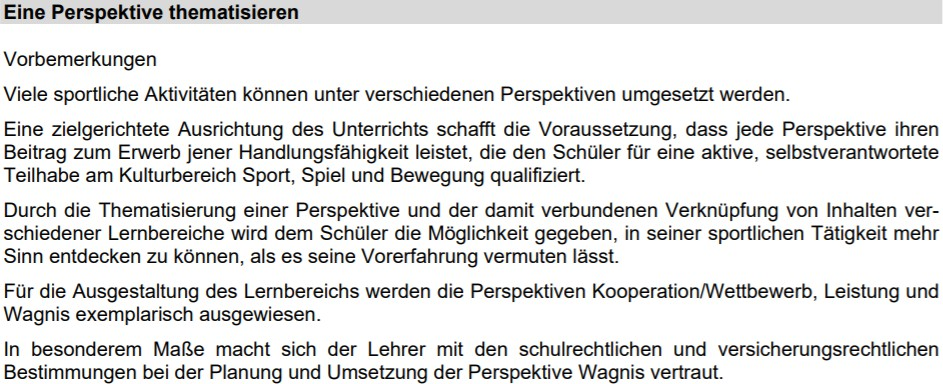 Eine Perspektive thematisieren
Vorbemerkungen
Viele sportliche Aktivitäten können unter verschiedenen Perspektiven umgesetzt werden.
Eine zielgerichtete Ausrichtung des Unterrichts schafft die Voraussetzung, dass jede Perspektive ihren
Beitrag zum Erwerb jener Handlungsfähigkeit leistet, die den Schüler für eine aktive, selbstverantwortete
Teilhabe am Kulturbereich Sport, Spiel und Bewegung qualifiziert.
Durch die Thematisierung einer Perspektive und der damit verbundenen Verknüpfung von Inhalten ver-
schiedener Lernbereiche wird dem Schüler die Möglichkeit gegeben, in seiner sportlichen Tätigkeit mehr
Sinn entdecken zu können, als es seine Vorerfahrung vermuten lässt.
Für die Ausgestaltung des Lernbereichs werden die Perspektiven Kooperation/Wettbewerb, Leistung und
Wagnis exemplarisch ausgewiesen.
In besonderem Maße macht sich der Lehrer mit den schulrechtlichen und versicherungsrechtlichen
Bestimmungen bei der Planung und Umsetzung der Perspektive Wagnis vertraut.